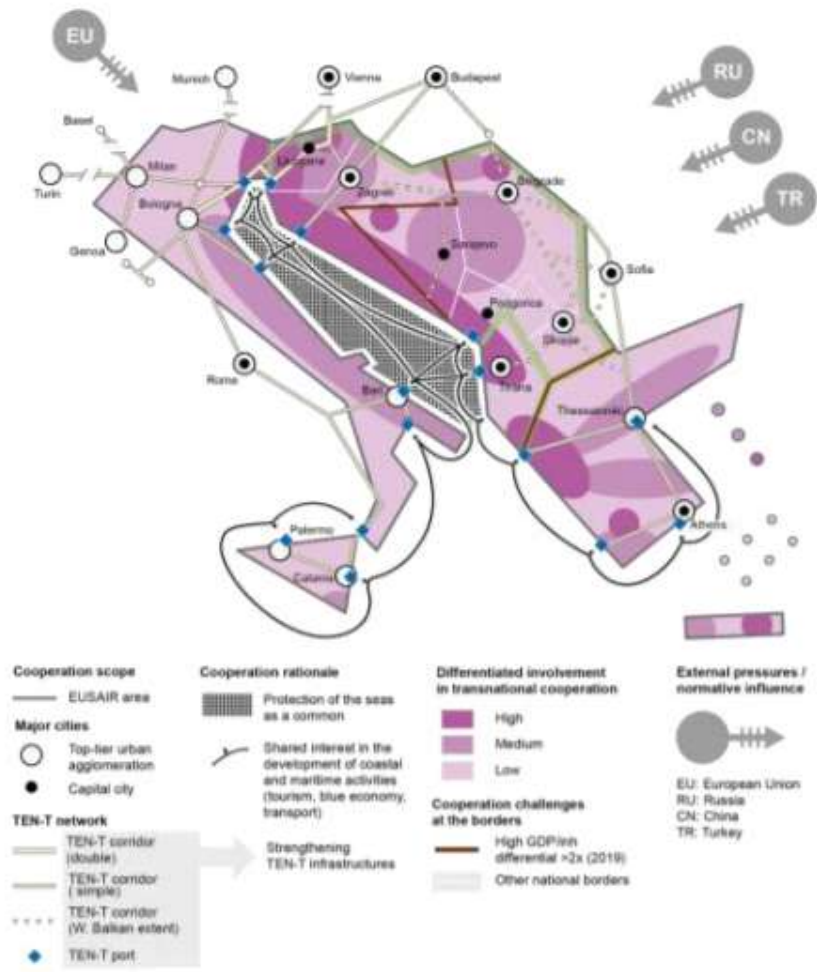 EU
RU
CN
TR
Munich
Vienna
Budapest
Basel
Milan
Turin
Ljubljana
Zagreb
Belgrade
Bologna
Genoa
Sarajevo
Sofia
Podgorica
Skopje
Roma
Tirana
Bari
Thessaloniki
Palermo
Athens
Catania
Cooperation scope
EUSAIR area
Major cities
Top-tier urban
agglomeration
Capital city
TEN-T network
TEN-T corridor
(double)
TEN-T corridor
( simple)
TEN-T corridor
(W. Balkan extent)
TEN-T port
Cooperation rationale
Protection of the seas
as a common
Shared interest in the
development of coastal
and maritime activities
(tourism, blue economy,
transport)
Strengthening
TEN-T infrastructures
Differentiated involvement
in transnational cooperation
High
Medium
Low
Cooperation challenges
at the borders
High GDP/inh
differential >2x (2019)
Other national borders
External pressures /
normative influence
EU: European Union
RU: Russia
CN: China
TR: Turkey